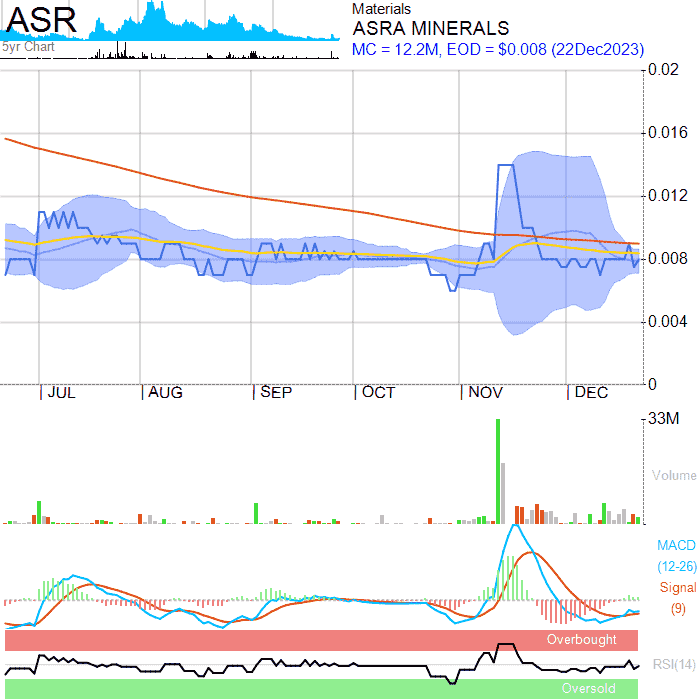 ASR
5yr Chart
Materials
ASRA MINERALS
MC = 12.2M, EOD = $0.008 (22Dec2023)
0.02
0.016
0.012
0.008
0.004
0
JUL AUG SEP OCT NOV DEC
33M
Volume
MACD
(12-26)
Signal
(9)
Overbought
RSI(14)
Oversold